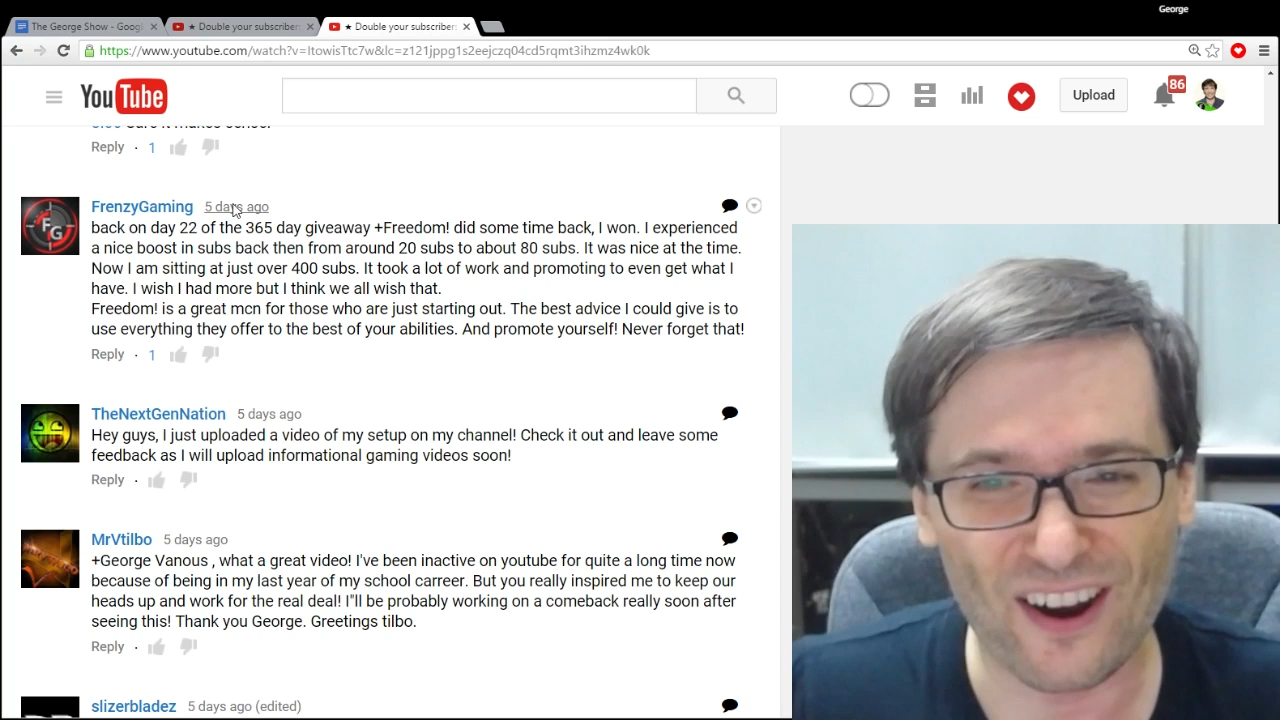 George
The George Show - Goog
★ Double your subscriber
★ Double your subscriber
https://www.youtube.com/watch?v=ltowisTtc7w&lc=z121jppg1s2eejczq04cd5rqmt3ihzmz4wk0k
YouTube
Upload
86
Reply · 1
FrenzyGaming 5 days ago
back on day 22 of the 365 day giveaway +Freedom! did some time back, I won. I experienced
a nice boost in subs back then from around 20 subs to about 80 subs. It was nice at the time.
Now I am sitting at just over 400 subs. It took a lot of work and promoting to even get what I
have. I wish I had more but I think we all wish that.
Freedom! is a great mcn for those who are just starting out. The best advice I could give is to
use everything they offer to the best of your abilities. And promote yourself! Never forget that!
Reply · 1
TheNextGenNation 5 days ago
Hey guys, I just uploaded a video of my setup on my channel! Check it out and leave some
feedback as I will upload informational gaming videos soon!
Reply ·
MrVtilbo 5 days ago
+George Vanous , what a great video! I've been inactive on youtube for quite a long time now
because of being in my last year of my school carreer. But you really inspired me to keep our
heads up and work for the real deal! I"ll be probably working on a comeback really soon after
seeing this! Thank you George. Greetings tilbo.
Reply ·
slizerbladez 5 days ago (edited)